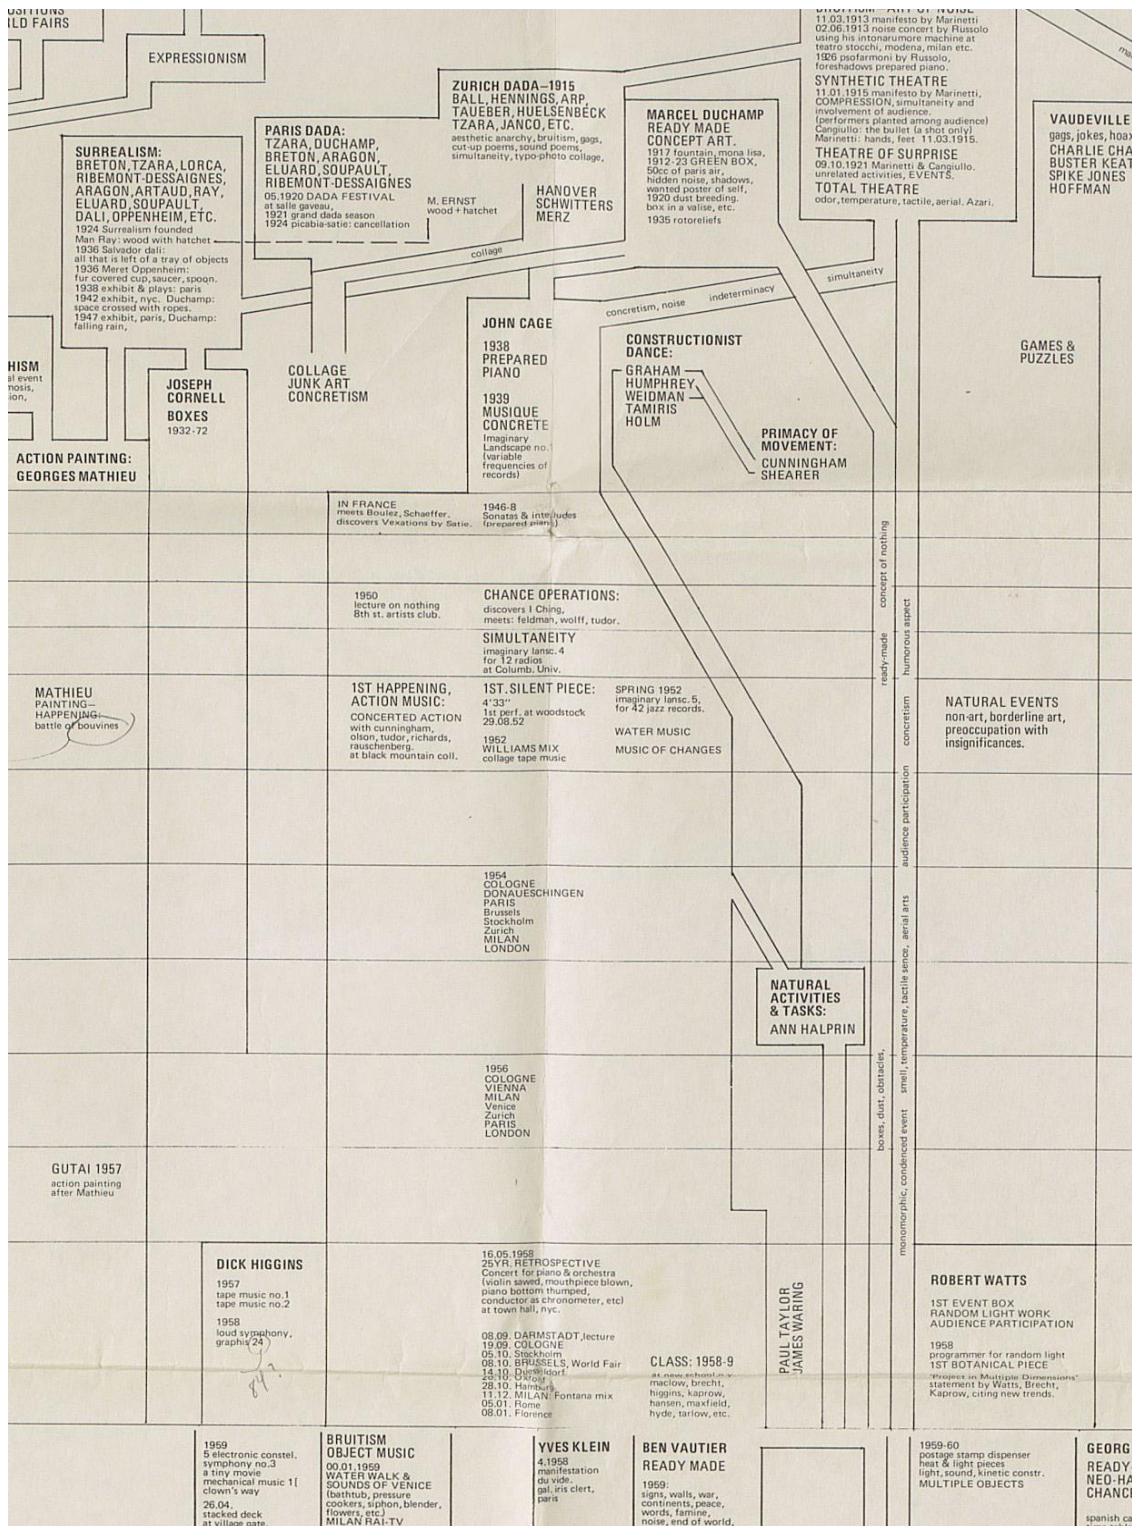 LD FAIRS
EXPRESSIONISM
SURREALISM:
BRETON, TZARA, LORCA,
RIBEMONT-DESSAIGNES,
ARAGON, ARTAUD, RAY,
ELUARD, SOUPAULT,
DALI, OPPENHEIM, ETC.
1924 Surrealism founded
Man Ray: wood with hatchet
1936 Salvador dali:
all that is left of a tray of objects
1936 Meret Oppenheim:
fur covered cup, saucer, spoon.
1938 exhibit & plays: paris
1942 exhibit, nyc. Duchamp:
space crossed with ropes.
1947 exhibit, paris, Duchamp:
falling rain,
PARIS DADA:
TZARA, DUCHAMP,
BRETON, ARAGON,
ELUARD, SOUPAULT,
RIBEMONT-DESSAIGNES
05.1920 DADA FESTIVAL
at salle gaveau,
1921 grand dada season
1924 picabia-satie: cancellation
M. ERNST
wood + hatchet
ZURICH DADA–1915
BALL, HENNINGS, ARP,
TAUEBER, HUELSENBECK
TZARA, JANCO, ETC.
aesthetic anarchy, bruitism, gags,
cut-up poems, sound poems,
simultaneity, typo-photo collage,
HANOVER
SCHWITTERS
MERZ
MARCEL DUCHAMP
READY MADE
CONCEPT ART.
1917 fountain, mona lisa,
1912-23 GREEN BOX,
50cc of paris air,
hidden noise, shadows,
wanted poster of self,
1920 dust breeding.
box in a valise, etc.
1935 rotoreliefs
BRUITISM ART OF NOISE
11.03.1913 manifesto by Marinetti
02.06.1913 noise concert by Russolo
using his intonarumore machine at
teatro stocchi, modena, milan etc.
1926 psofarmoni by Russolo,
foreshadows prepared piano.
SYNTHETIC THEATRE
11.01.1915 manifesto by Marinetti,
COMPRESSION, simultaneity and
involvement of audience.
(performers planted among audience)
Cangiullo: the bullet (a shot only)
Marinetti: hands, feet 11.03.1915.
THEATRE OF SURPRISE
09.10.1921 Marinetti & Cangiullo.
unrelated activities, EVENTS.
TOTAL THEATRE
odor, temperature, tactile, aerial. Azari.
VAUDEVILLE
gags, jokes, hoax
CHARLIE CHA
BUSTER KEAT
SPIKE JONES
HOFFMAN
collage
simultaneity
concretism, noise indeterminacy
HISM
al event
mosis,
ion,
ACTION PAINTING:
GEORGES MATHIEU
JOSEPH
CORNELL
BOXES
1932-72
COLLAGE
JUNK ART
CONCRETISM
JOHN CAGE
1938
PREPARED
PIANO
1939
MUSIQUE
CONCRETE
Imaginary
Landscape no.1
(variable
frequencies of
records)
CONSTRUCTIONIST
DANCE:
GRAHAM
HUMPHREY
WEIDMAN
TAMIRIS
HOLM
PRIMACY OF
MOVEMENT:
CUNNINGHAM
SHEARER
GAMES &
PUZZLES
IN FRANCE
meets Boulez, Schaeffer.
discovers Vexations by Satie.
1946-8
Sonatas & interludes
(prepared piano)
1950
lecture on nothing
8th st. artists club.
CHANCE OPERATIONS:
discovers I Ching,
meets: feldman, wolff, tudor.
SIMULTANEITY
imaginary lansc. 4
for 12 radios
at Columb. Univ.
MATHIEU
PAINTING–
HAPPENING:
battle of bouvines
1ST HAPPENING,
ACTION MUSIC:
CONCERTED ACTION
with cunningham,
olson, tudor, richards,
rauschenberg.
at black mountain coll.
1ST. SILENT PIECE:
4'33"
1st perf. at woodstock
29.08.52
1952
WILLIAMS MIX
collage tape music
SPRING 1952
imaginary lansc. 5,
for 42 jazz records.
WATER MUSIC
MUSIC OF CHANGES
NATURAL EVENTS
non-art, borderline art,
preoccupation with
insignificances.
boxes, dust, obstacles, ready-made concept of nothing
monomorphic, condensed event smell, temperature, tactile sence, aerial arts audience participation concretism humorous aspect
1954
COLOGNE
DONAUESCHINGEN
PARIS
Brussels
Stockholm
Zurich
MILAN
LONDON
NATURAL
ACTIVITIES
& TASKS:
ANN HALPRIN
1956
COLOGNE
VIENNA
MILAN
Venice
Zurich
PARIS
LONDON
GUTAI 1957
action painting
after Mathieu
DICK HIGGINS
1957
tape music no.1
tape music no.2
1958
loud symphony,
graphis 24
84?
16.05.1958
25YR. RETROSPECTIVE
Concert for piano & orchestra
(violin sawed, mouthpiece blown,
piano bottom thumped,
conductor as chronometer, etc)
at town hall, nyc.
08.09. DARMSTADT, lecture
19.09. COLOGNE
05.10. Stockholm
08.10. BRUSSELS, World Fair
14.10. Duesseldorf
Oxford
28.10. Hamburg
11.12. MILAN: Fontana mix
05.01. Rome
08.01. Florence
CLASS: 1958-9
at new school n.y.
maclow, brecht,
higgins, kaprow,
hansen, maxfield,
hyde, tarlow, etc.
PAUL TAYLOR
JAMES WARING
ROBERT WATTS
1ST EVENT BOX
RANDOM LIGHT WORK
AUDIENCE PARTICIPATION
1958
programmer for random light
1ST BOTANICAL PIECE
'Project in Multiple Dimensions'
statement by Watts, Brecht,
Kaprow, citing new trends.
1959
5 electronic constel.
symphony no.3
a tiny movie
mechanical music 1[
clown's way
26.04.
stacked deck
at village gate.
BRUITISM
OBJECT MUSIC
00.01.1959
WATER WALK &
SOUNDS OF VENICE
(bathtub, pressure
cookers, siphon, blender,
flowers, etc.)
MILAN RAI-TV
YVES KLEIN
4.1958
manifestation
du vide.
gal. iris clert,
paris
BEN VAUTIER
READY MADE
1959:
signs, walls, war,
continents, peace,
words, famine,
noise, end of world,
1959-60
postage stamp dispenser
heat & light pieces
light, sound, kinetic constr.
MULTIPLE OBJECTS
GEORG
READY-
NEO-HA
CHANC
spanish ca